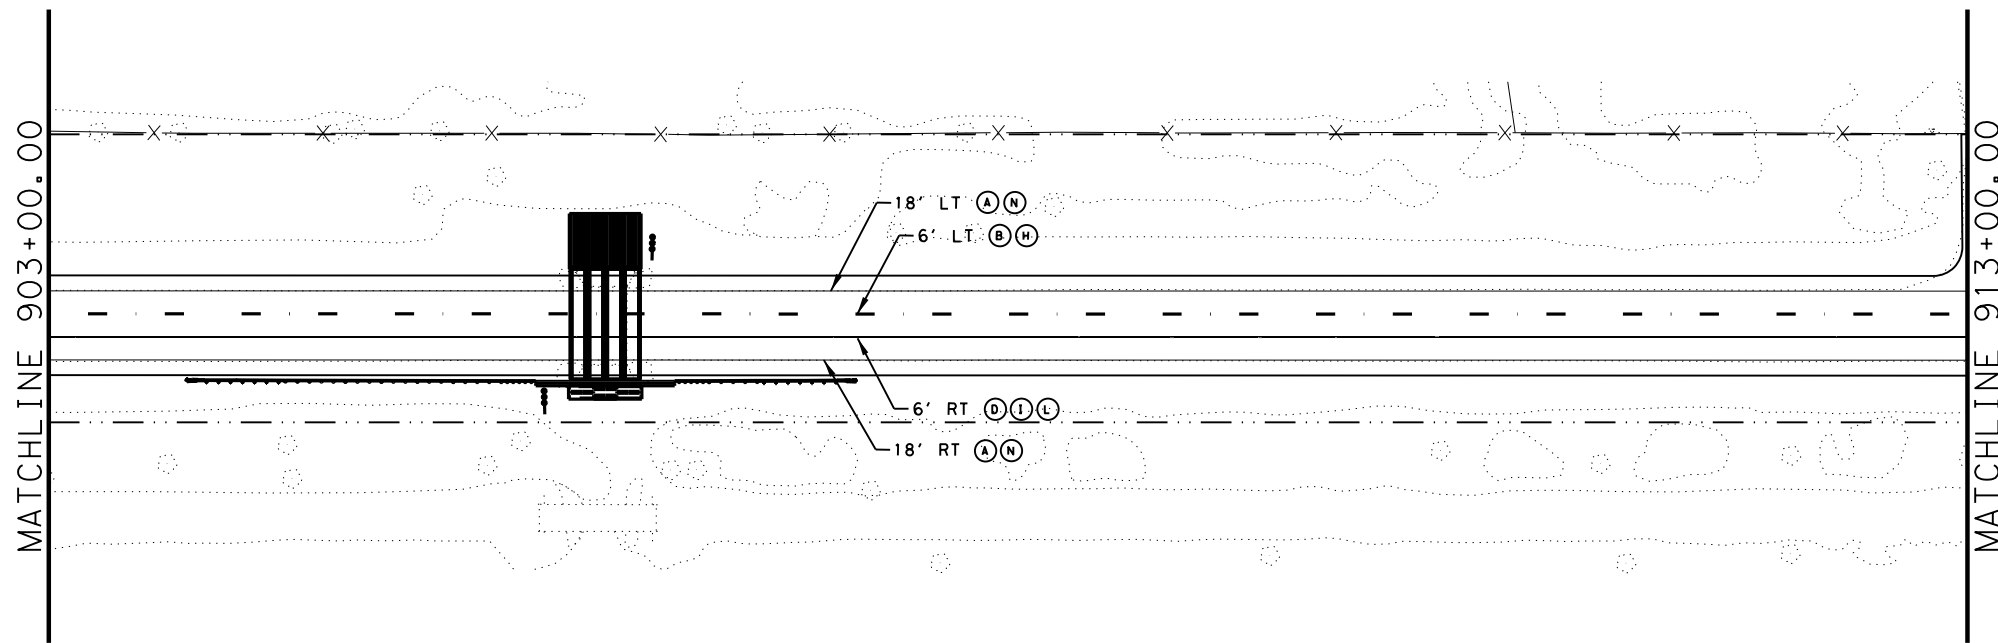 MATCHLINE 903+00.00
18' LT A N
6' LT B H
6' RT D I L
18' RT A N
MATCHLINE 913+00.00